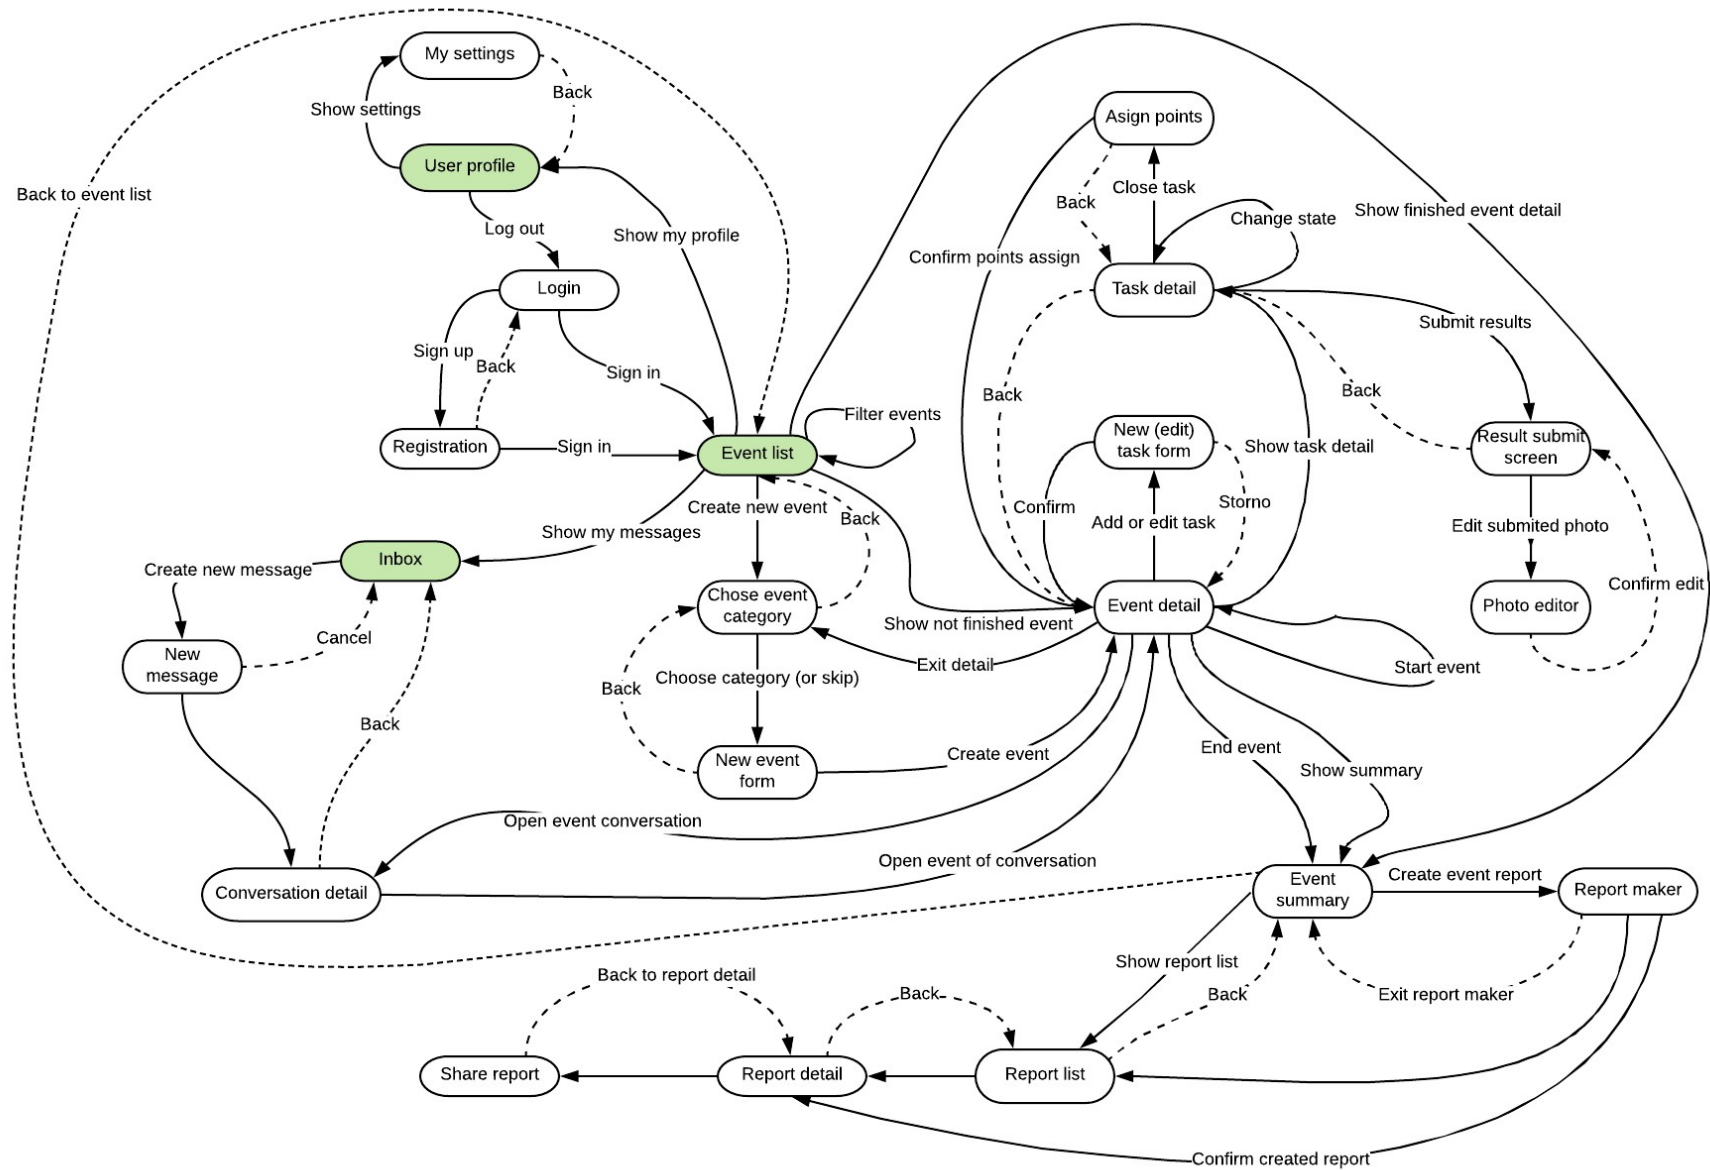 My settings
Back
Show settings
Asign points
User profile
Close task
Back to event list
Back
Change state
Show finished event detail
Log out
Show my profile
Confirm points assign
Login
Task detail
Submit results
Sign up
Back
Sign in
Back
Back
Filter events
New (edit)
task form
Result submit
screen
Registration
Sign in
Event list
Show task detail
Create new event
Back
Confirm
Storno
Add or edit task
Edit submited photo
Show my messages
Inbox
Create new message
Chose event
category
Event detail
Photo editor
Confirm edit
Show not finished event
Cancel
New
message
Exit detail
Start event
Choose category (or skip)
Back
Back
New event
form
Create event
End event
Show summary
Open event conversation
Open event of conversation
Conversation detail
Event
summary
Create event report
Report maker
Show report list
Back to report detail
Back
Back
Exit report maker
Share report
Report detail
Report list
Confirm created report